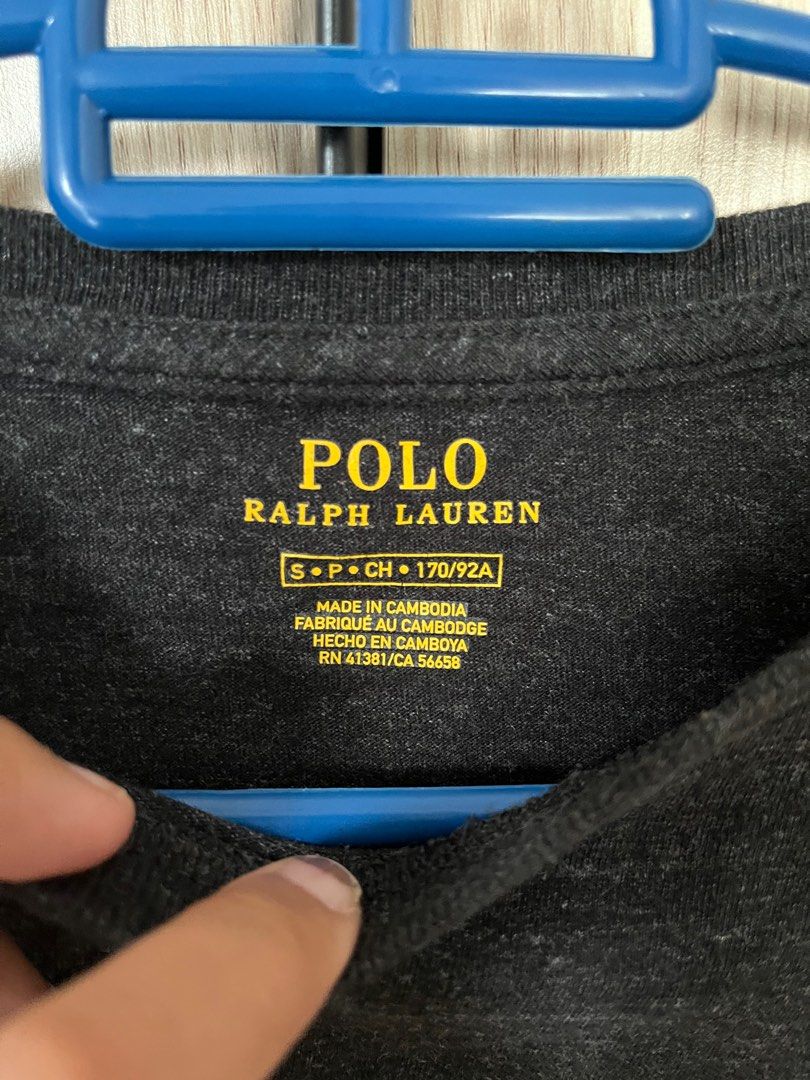 POLO
RALPH LAUREN
S • P • CH • 170/92A
MADE IN CAMBODIA
FABRIQUÉ AU CAMBODGE
HECHO EN CAMBOYA
RN 41381/CA 56658